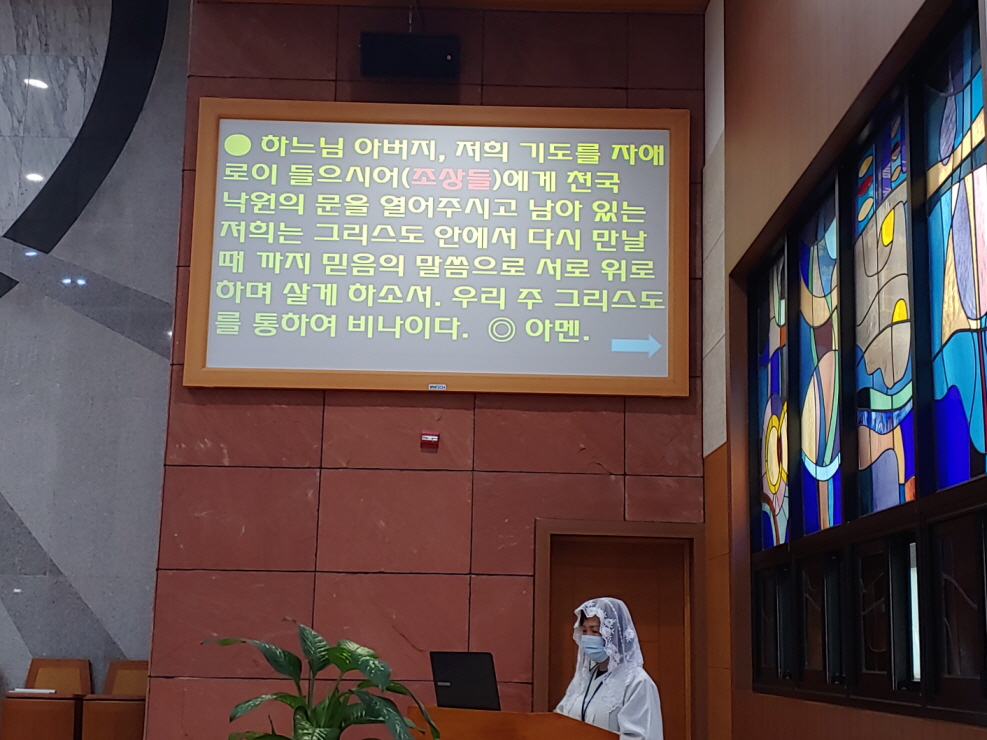 ● 하느님 아버지, 저희 기도를 자애
로이 들으시어(조상들)에게 천국
낙원의 문을 열어주시고 남아 있는
저희는 그리스도 안에서 다시 만날
때 까지 믿음의 말씀으로 서로 위로
하며 살게 하소서. 우리 주 그리스도
를 통하여 비나이다. ◎ 아멘.